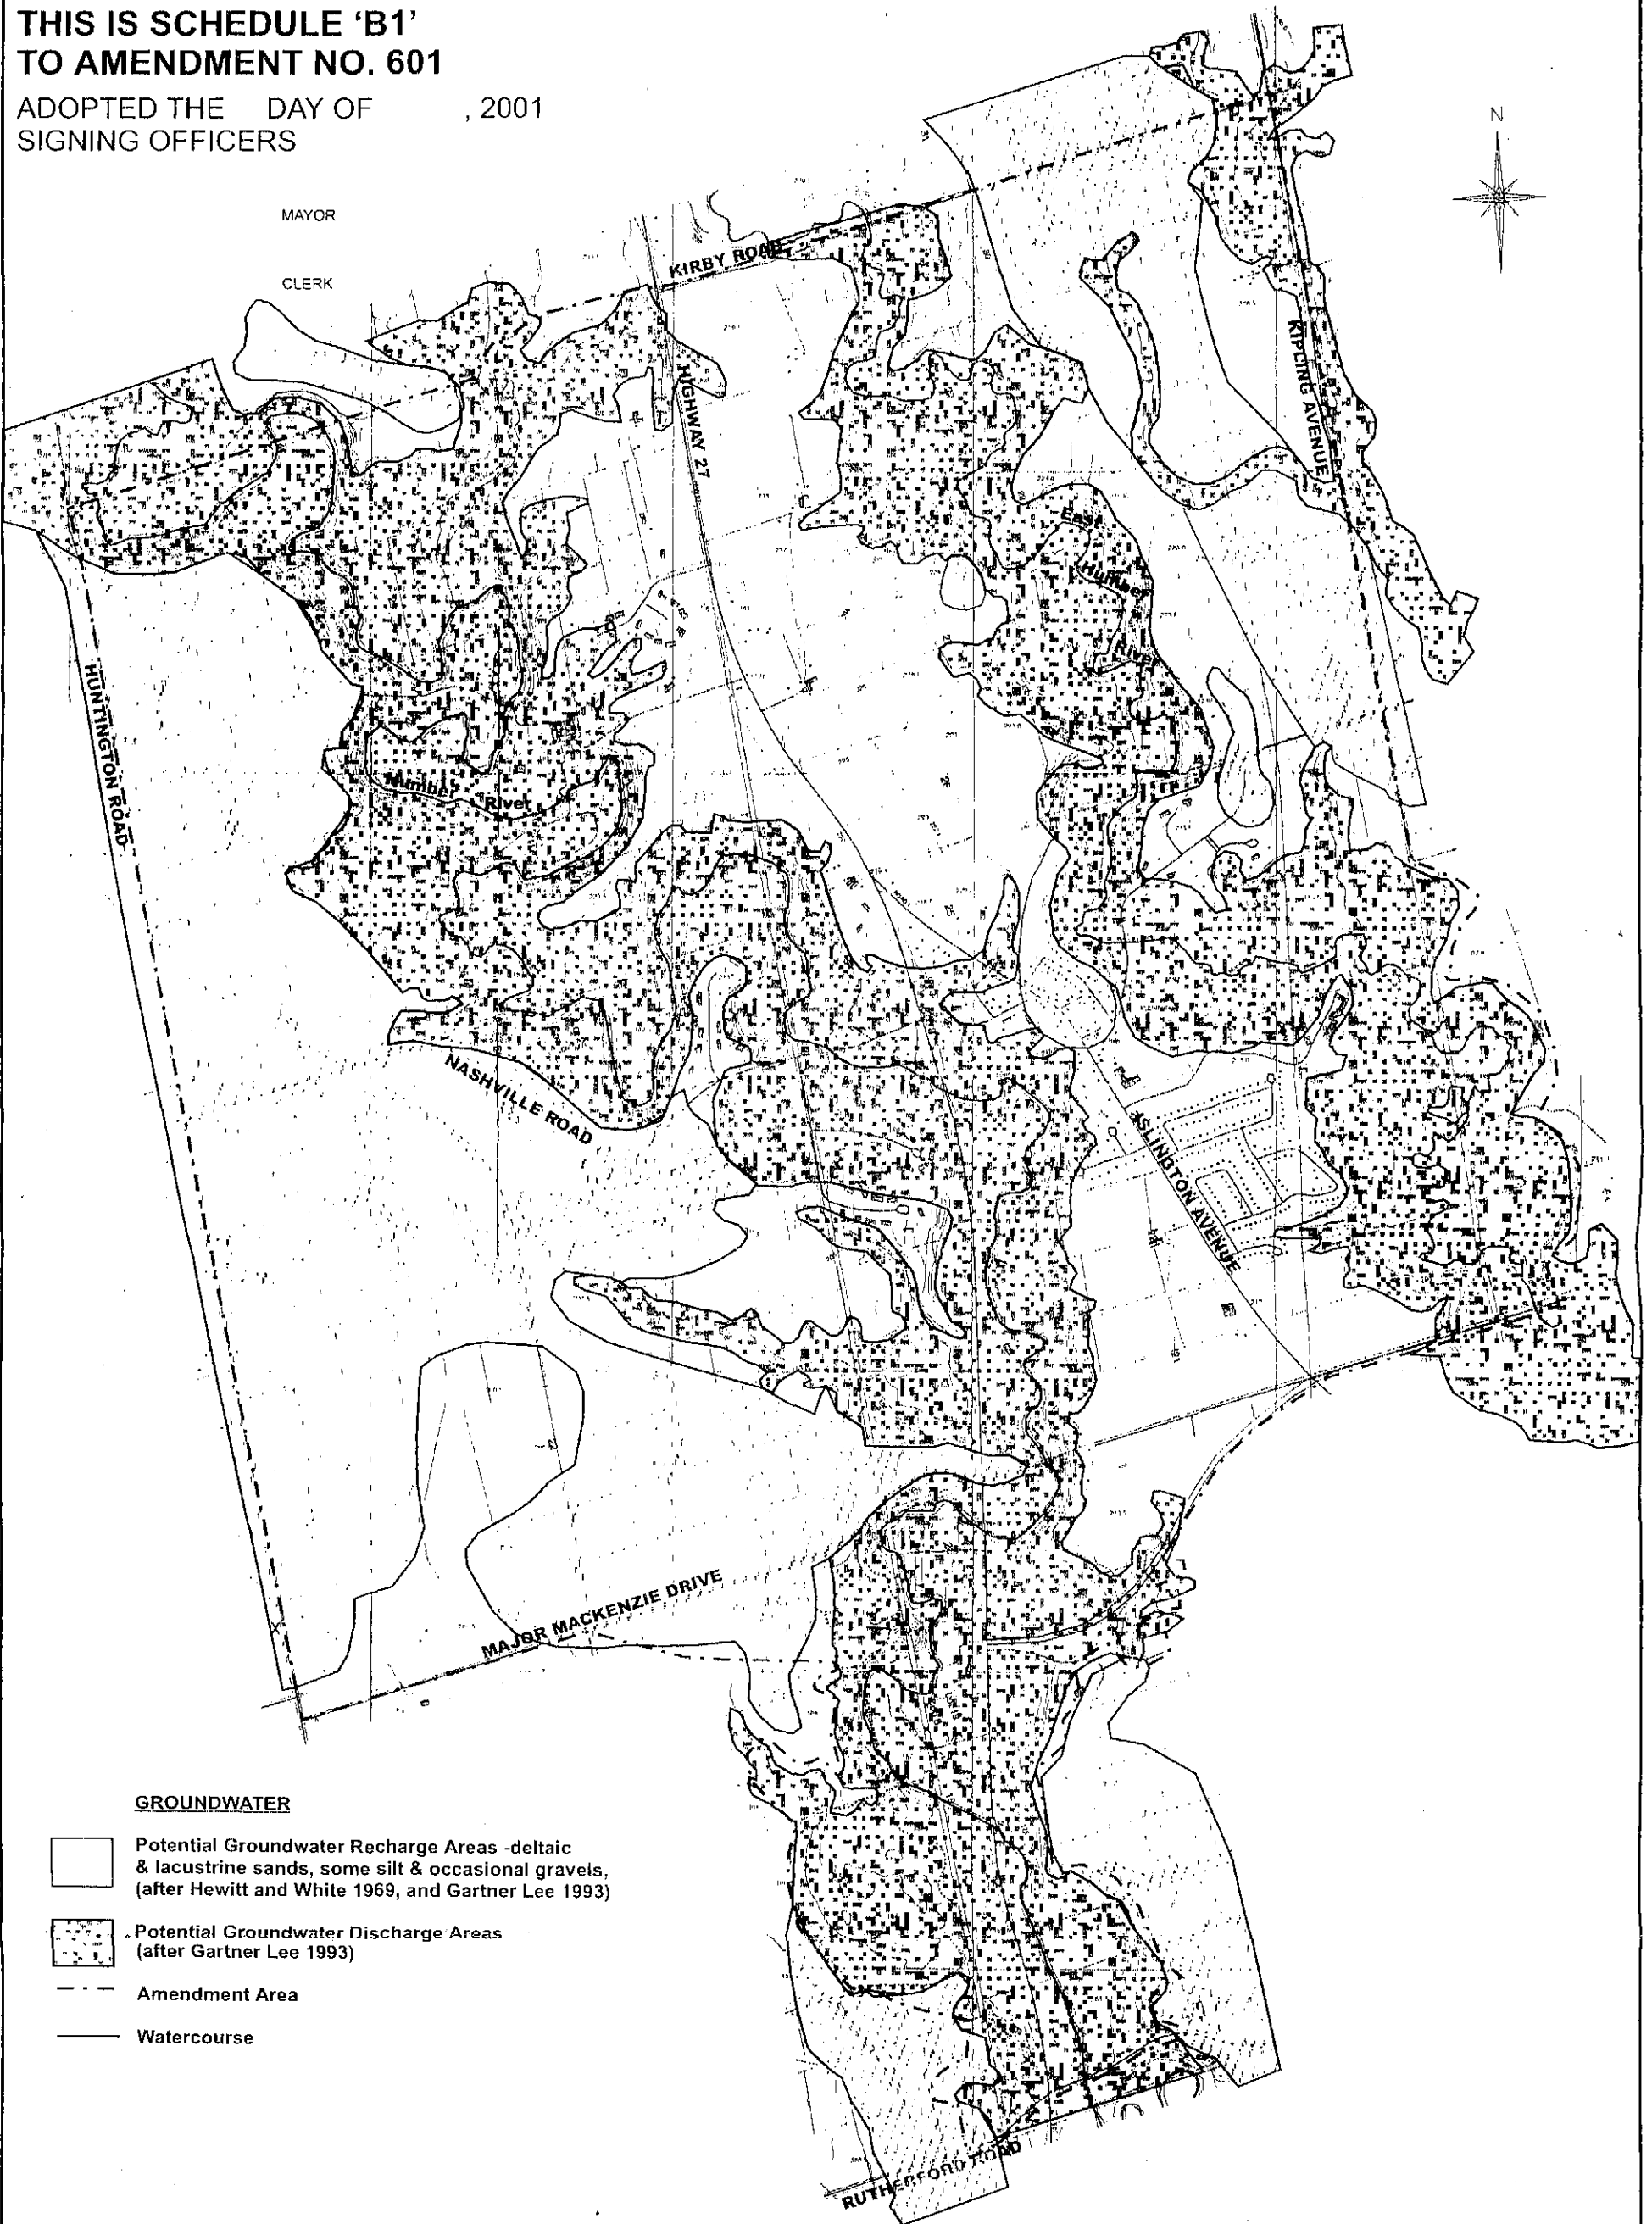 THIS IS SCHEDULE ‘B1’
TO AMENDMENT NO. 601
ADOPTED THE DAY OF , 2001
SIGNING OFFICERS
MAYOR
CLERK
N
KIRBY ROAD
HIGHWAY 27
KIPLING AVENUE
East
Humber
River
HUNTINGTON ROAD
Humber River
NASHVILLE ROAD
ISLINGTON AVENUE
MAJOR MACKENZIE DRIVE
RUTHERFORD ROAD
GROUNDWATER
Potential Groundwater Recharge Areas -deltaic
& lacustrine sands, some silt & occasional gravels,
(after Hewitt and White 1969, and Gartner Lee 1993)
Potential Groundwater Discharge Areas
(after Gartner Lee 1993)
Amendment Area
Watercourse